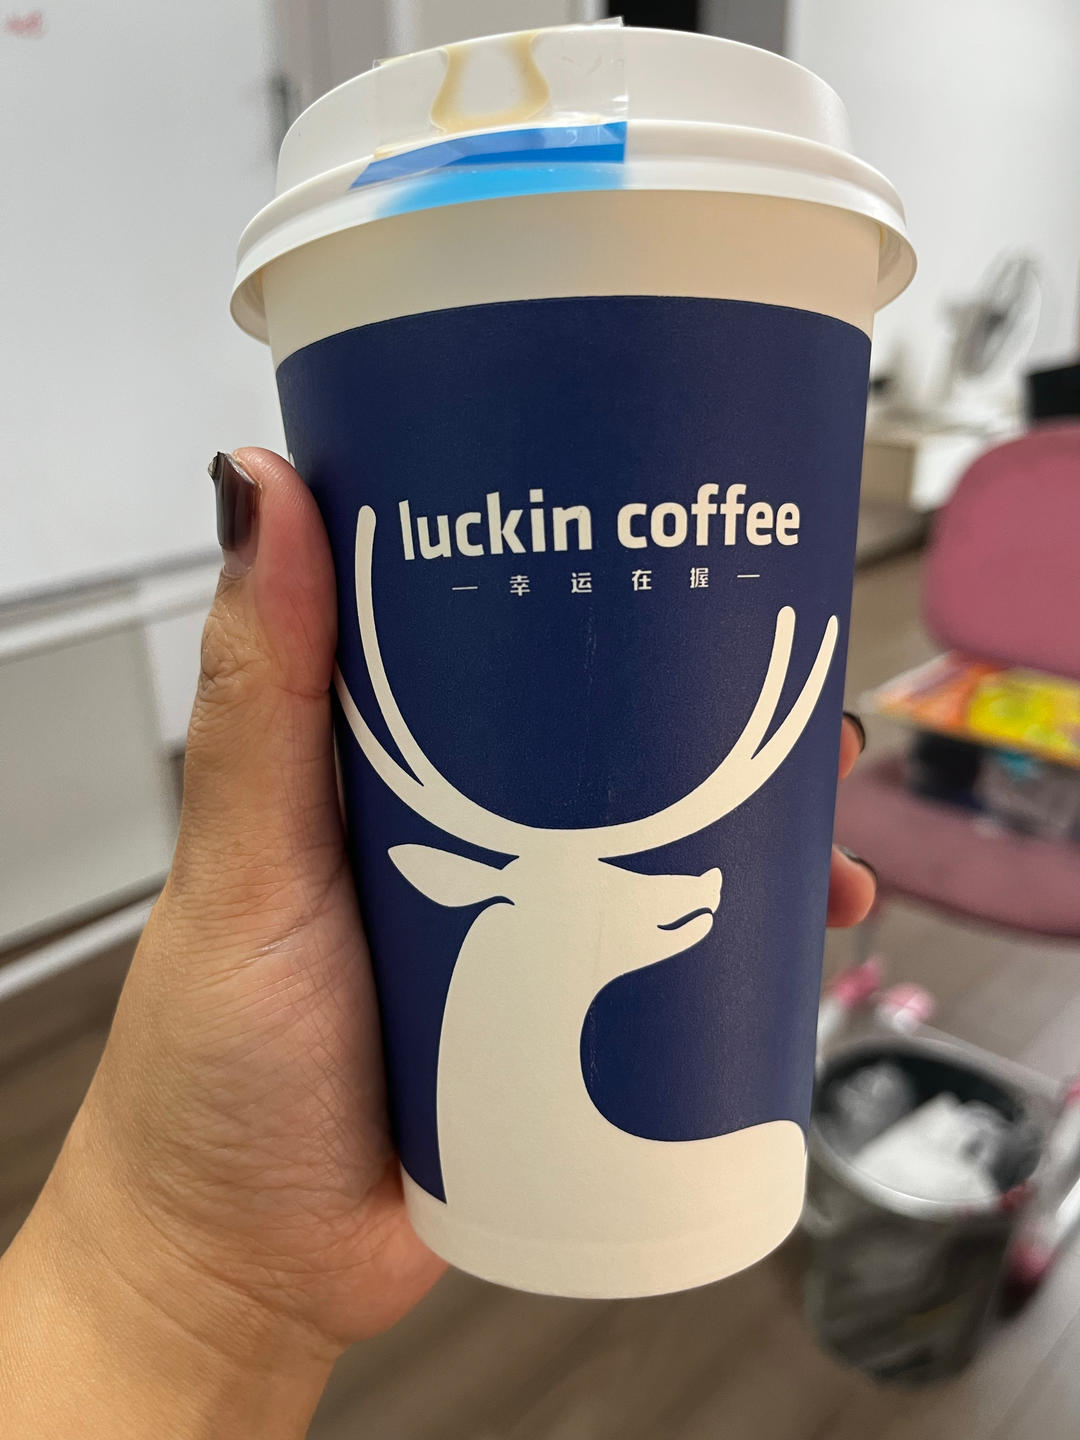 luckin coffee
— 幸 运 在 握 —